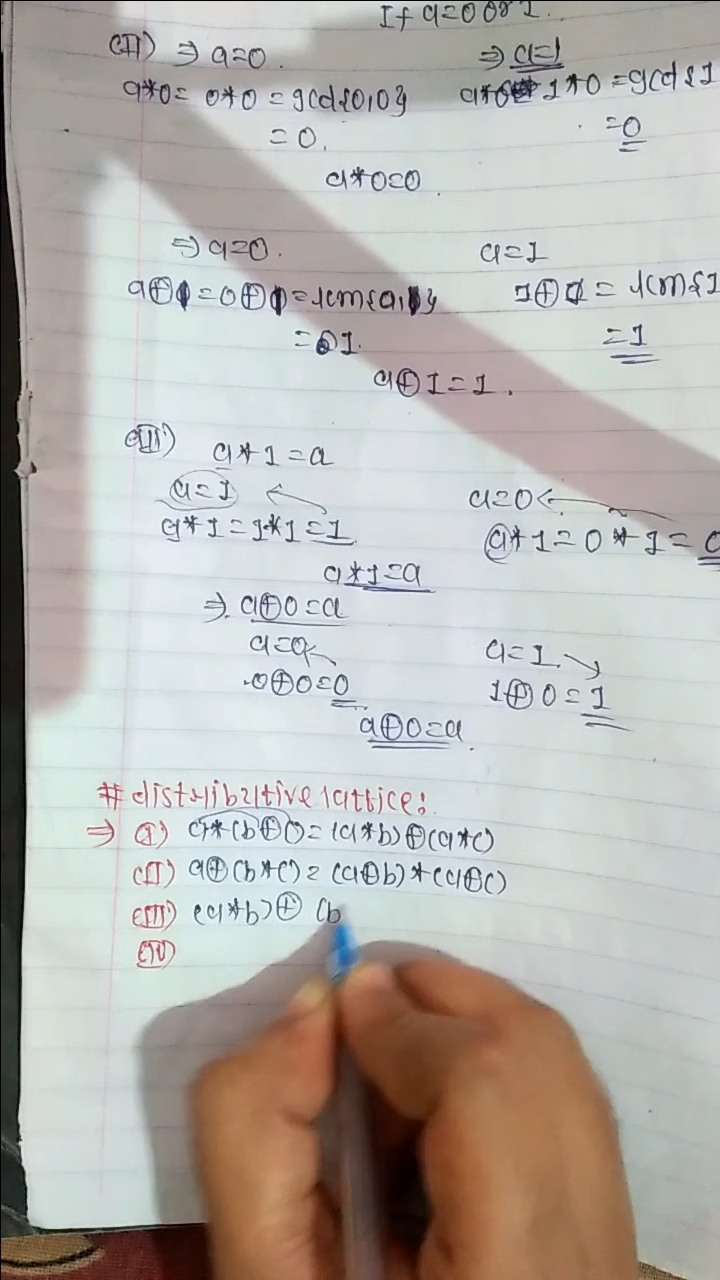 If a=0 or 1.
(II) ⇒ a=0. ⇒ a=1
a*0= 0*0 = gcd{0,0} 1*0 =gcd{1
= 0. =0
a*0=0
⇒ a=0. a=1
a⊕1=0⊕1=lcm{0,1} 1⊕1 = lcm{1
=1. =1
a⊕1=1.
(III) a*1=a
a=1 a=0←
a*1=1*1=1 a*1=0*1=0
a*1=a
⇒. a⊕0=a
a=0 a=1
0⊕0=0 1⊕0=1
a⊕0=a.
# distributive lattice:
⇒ (I) a*(b⊕c)=(a*b)⊕(a*c)
(II) a⊕(b*c)=(a⊕b)*(a⊕c)
(III) (a*b)⊕(b
(IV)